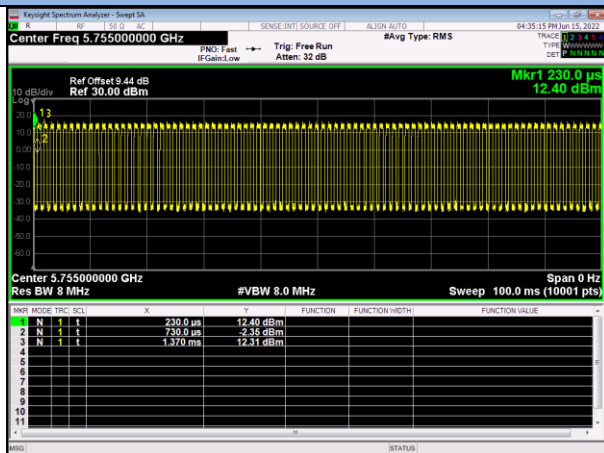 Keysight Spectrum Analyzer - Swept SA
R RF 50 Ω AC SENSE:INT SOURCE OFF ALIGN AUTO 04:35:15 PM Jun 15, 2022
Center Freq 5.755000000 GHz
#Avg Type: RMS
PNO: Fast
IFGain:Low
Trig: Free Run
Atten: 32 dB
TRACE 1 2 3 4 5 6
TYPE WWWWWW
DET P NNNNN
Mkr1 230.0 µs
12.40 dBm
Ref Offset 9.44 dB
Ref 30.00 dBm
10 dB/div
Log
20.0
10.0
0.00
-10.0
-20.0
-30.0
-40.0
-50.0
-60.0
1 3
2
Center 5.755000000 GHz Span 0 Hz
Res BW 8 MHz #VBW 8.0 MHz Sweep 100.0 ms (10001 pts)
MKR MODE TRC SCL X Y FUNCTION FUNCTION WIDTH FUNCTION VALUE
1 N 1 t 230.0 µs 12.40 dBm
2 N 1 t 730.0 µs -2.35 dBm
3 N 1 t 1.370 ms 12.31 dBm
4
5
6
7
8
9
10
11
MSG STATUS